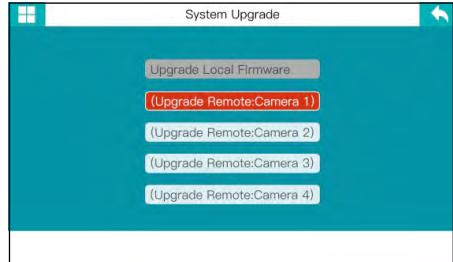 System Upgrade
Upgrade Local Firmware
(Upgrade Remote:Camera 1)
(Upgrade Remote:Camera 2)
(Upgrade Remote:Camera 3)
(Upgrade Remote:Camera 4)